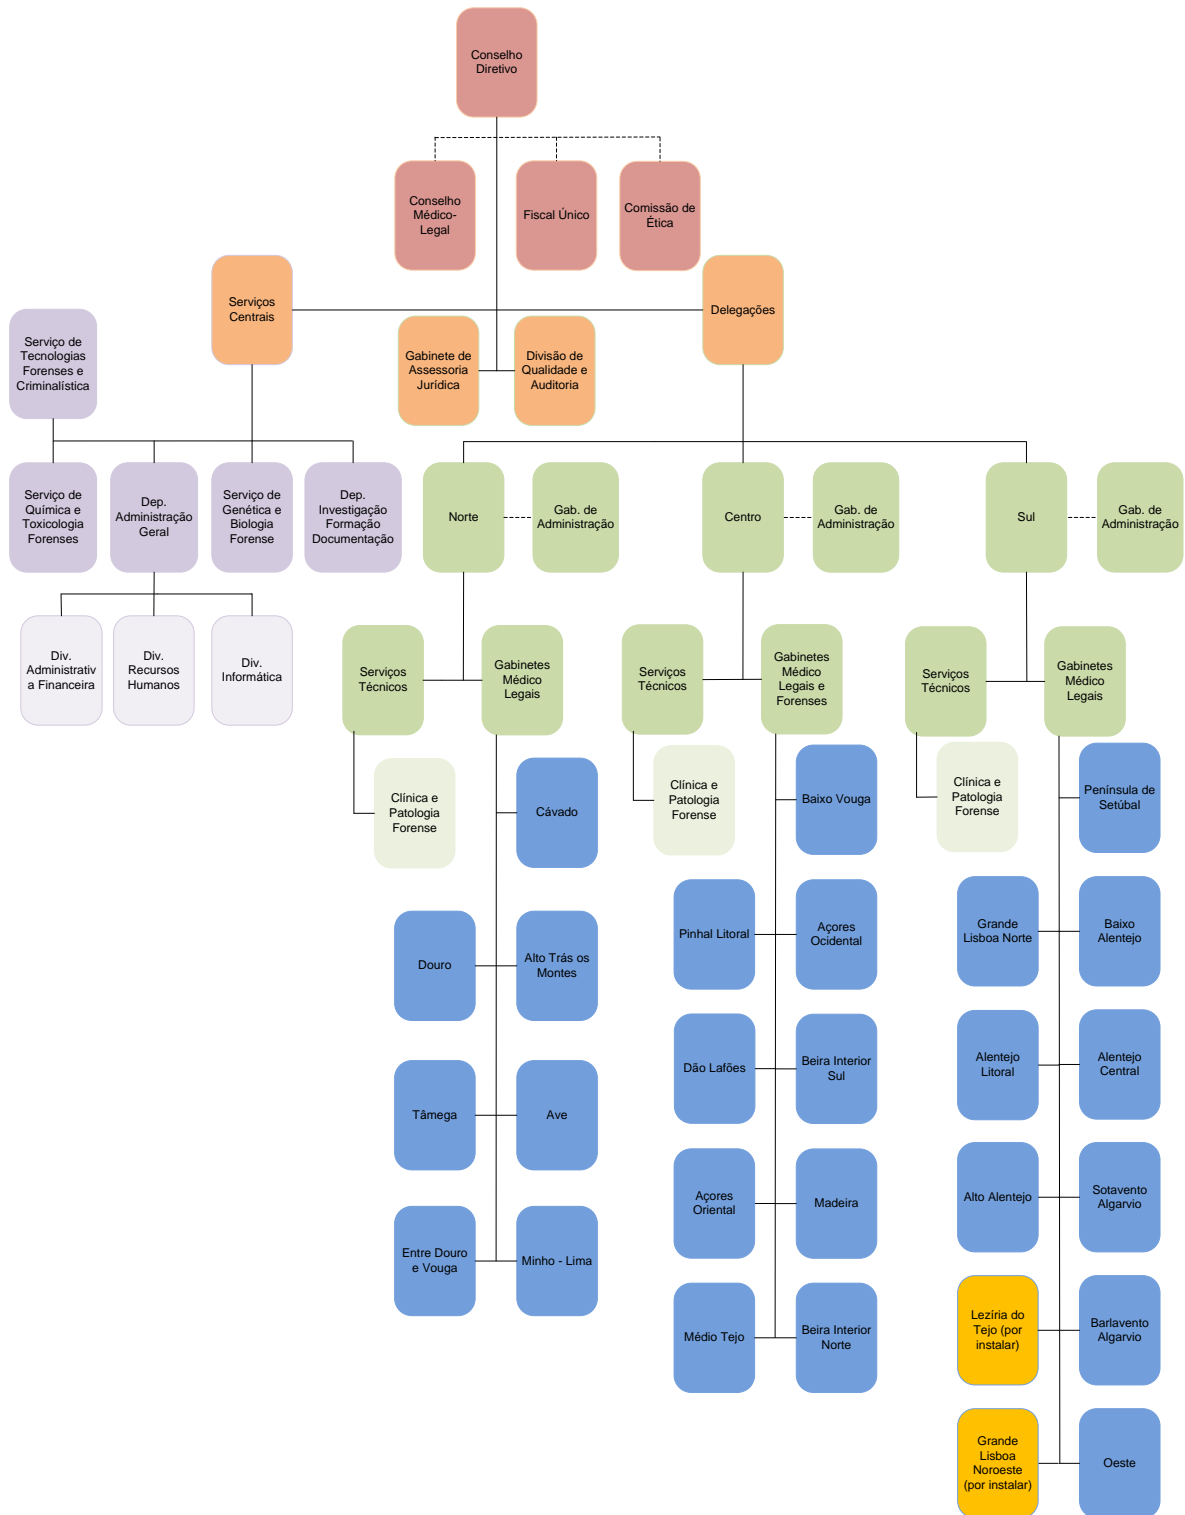 Conselho
Diretivo
Conselho
Médico-
Legal
Fiscal Único
Comissão de
Ética
Serviços
Centrais
Delegações
Gabinete de
Assessoria
Jurídica
Divisão de
Qualidade e
Auditoria
Serviço de
Tecnologias
Forenses e
Criminalística
Serviço de
Química e
Toxicologia
Forenses
Dep.
Administração
Geral
Serviço de
Genética e
Biologia
Forense
Dep.
Investigação
Formação
Documentação
Norte
Gab. de
Administração
Centro
Gab. de
Administração
Sul
Gab. de
Administração
Div.
Administrativ
a Financeira
Div.
Recursos
Humanos
Div.
Informática
Serviços
Técnicos
Gabinetes
Médico
Legais
Serviços
Técnicos
Gabinetes
Médico
Legais e
Forenses
Serviços
Técnicos
Gabinetes
Médico
Legais
Clínica e
Patologia
Forense
Cávado
Clínica e
Patologia
Forense
Baixo Vouga
Clínica e
Patologia
Forense
Península de
Setúbal
Douro
Alto Trás os
Montes
Pinhal Litoral
Açores
Ocidental
Grande
Lisboa Norte
Baixo
Alentejo
Tâmega
Ave
Dão Lafões
Beira Interior
Sul
Alentejo
Litoral
Alentejo
Central
Entre Douro
e Vouga
Minho - Lima
Açores
Oriental
Madeira
Alto Alentejo
Sotavento
Algarvio
Médio Tejo
Beira Interior
Norte
Lezíria do
Tejo (por
instalar)
Barlavento
Algarvio
Grande
Lisboa
Noroeste
(por instalar)
Oeste